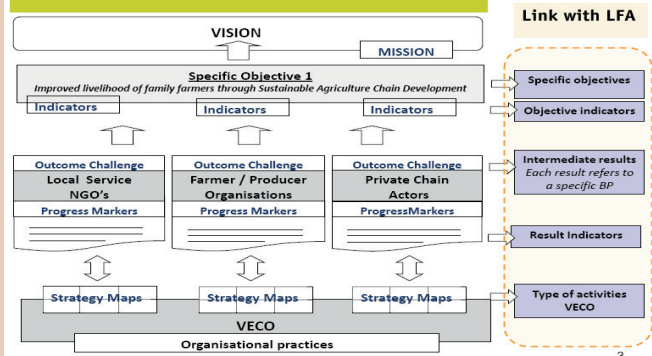 Link with LFA
VISION
MISSION
Specific Objective 1
Improved livelihood of family farmers through Sustainable Agriculture Chain Development
Specific objectives
Indicators
Indicators
Indicators
Objective indicators
Outcome Challenge
Outcome Challenge
Outcome Challenge
Intermediate results
Each result refers to
a specific BP
Local Service
NGO's
Farmer / Producer
Organisations
Private Chain
Actors
Progress Markers
Progress Markers
ProgressMarkers
Result Indicators
Strategy Maps
Strategy Maps
Strategy Maps
Type of activities
VECO
VECO
Organisational practices
3